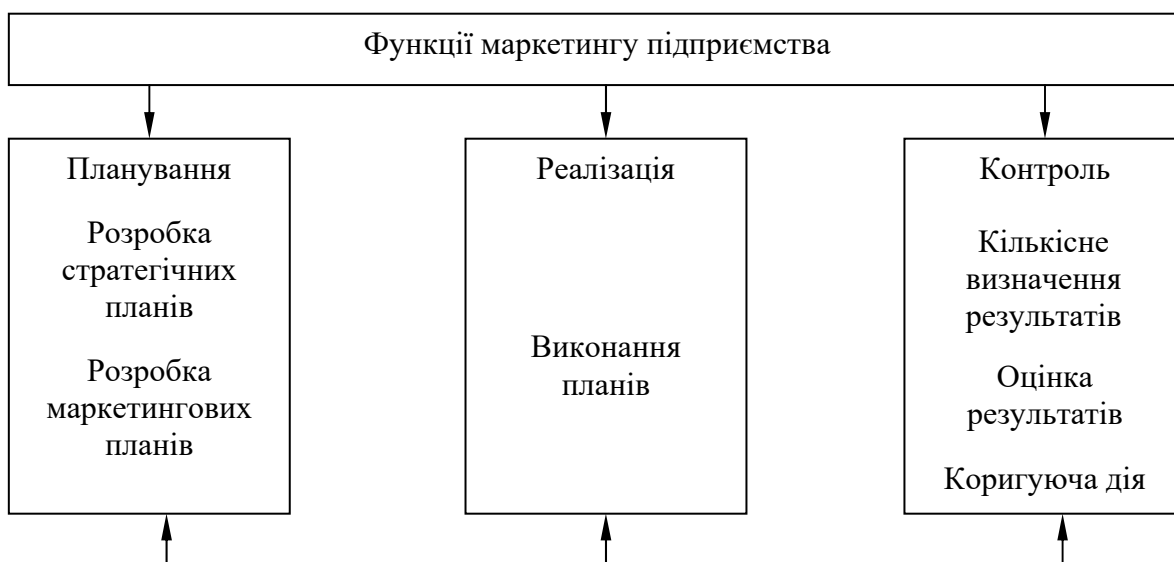 Функції маркетингу підприємства
Планування
Розробка
стратегічних
планів
Розробка
маркетингових
планів
Реалізація
Виконання
планів
Контроль
Кількісне
визначення
результатів
Оцінка
результатів
Коригуюча дія